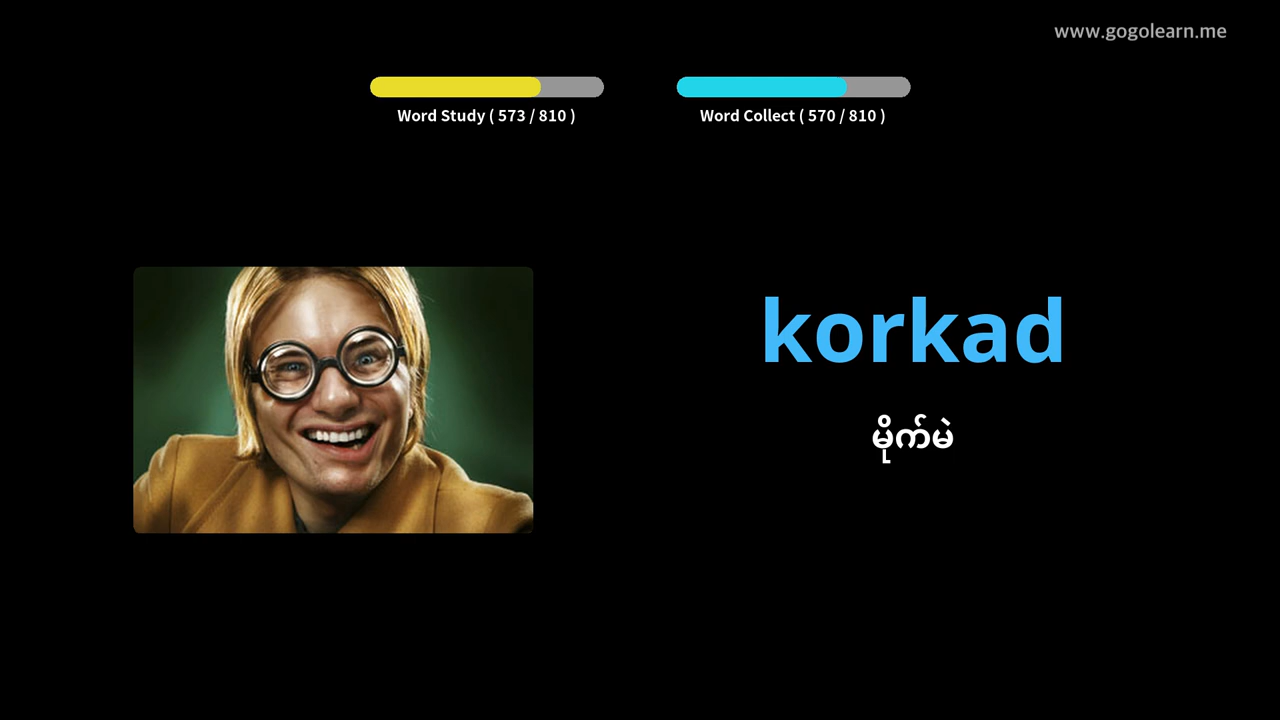 www.gogolearn.me
Word Study ( 573 / 810 )
Word Collect ( 570 / 810 )
korkad
မိုက်မဲ